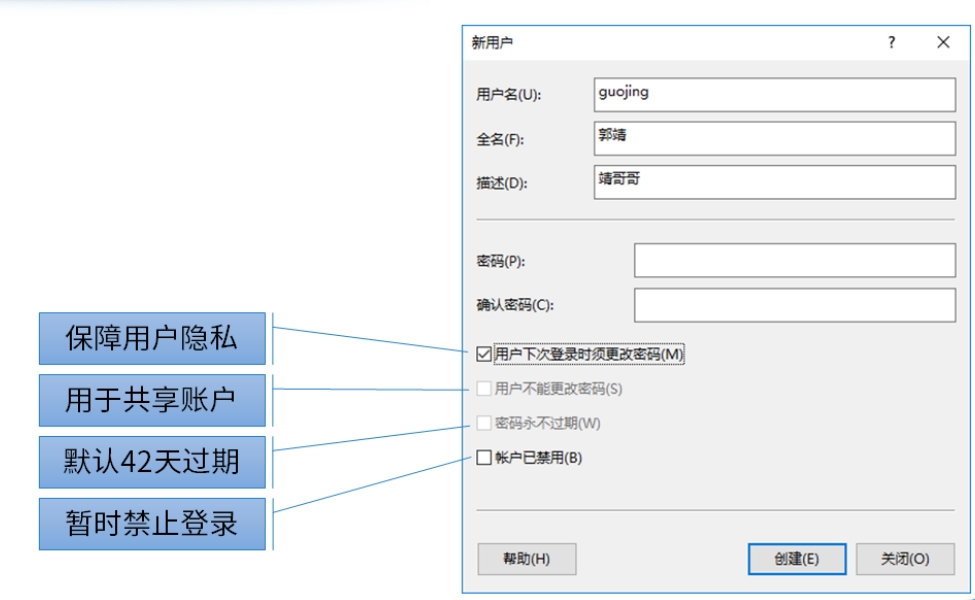 新用户
?
用户名(U):
guojing
全名(F):
郭靖
描述(D):
靖哥哥
密码(P):
确认密码(C):
保障用户隐私
用户下次登录时须更改密码(M)
用于共享账户
用户不能更改密码(S)
默认42天过期
密码永不过期(W)
暂时禁止登录
帐户已禁用(B)
帮助(H)
创建(E)
关闭(O)